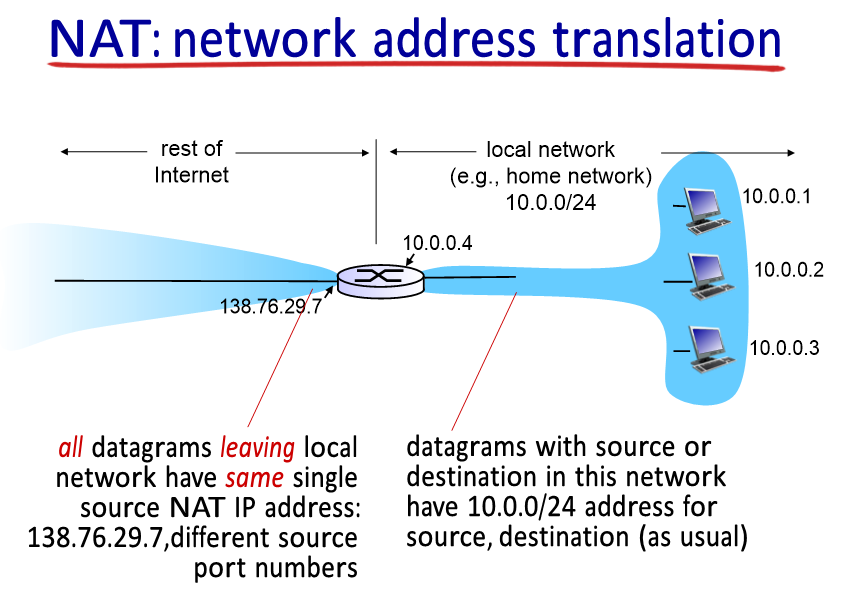 NAT: network address translation
rest of
Internet
local network
(e.g., home network)
10.0.0/24
10.0.0.1
10.0.0.4
10.0.0.2
138.76.29.7
10.0.0.3
all datagrams leaving local
network have same single
source NAT IP address:
138.76.29.7,different source
port numbers
datagrams with source or
destination in this network
have 10.0.0/24 address for
source, destination (as usual)